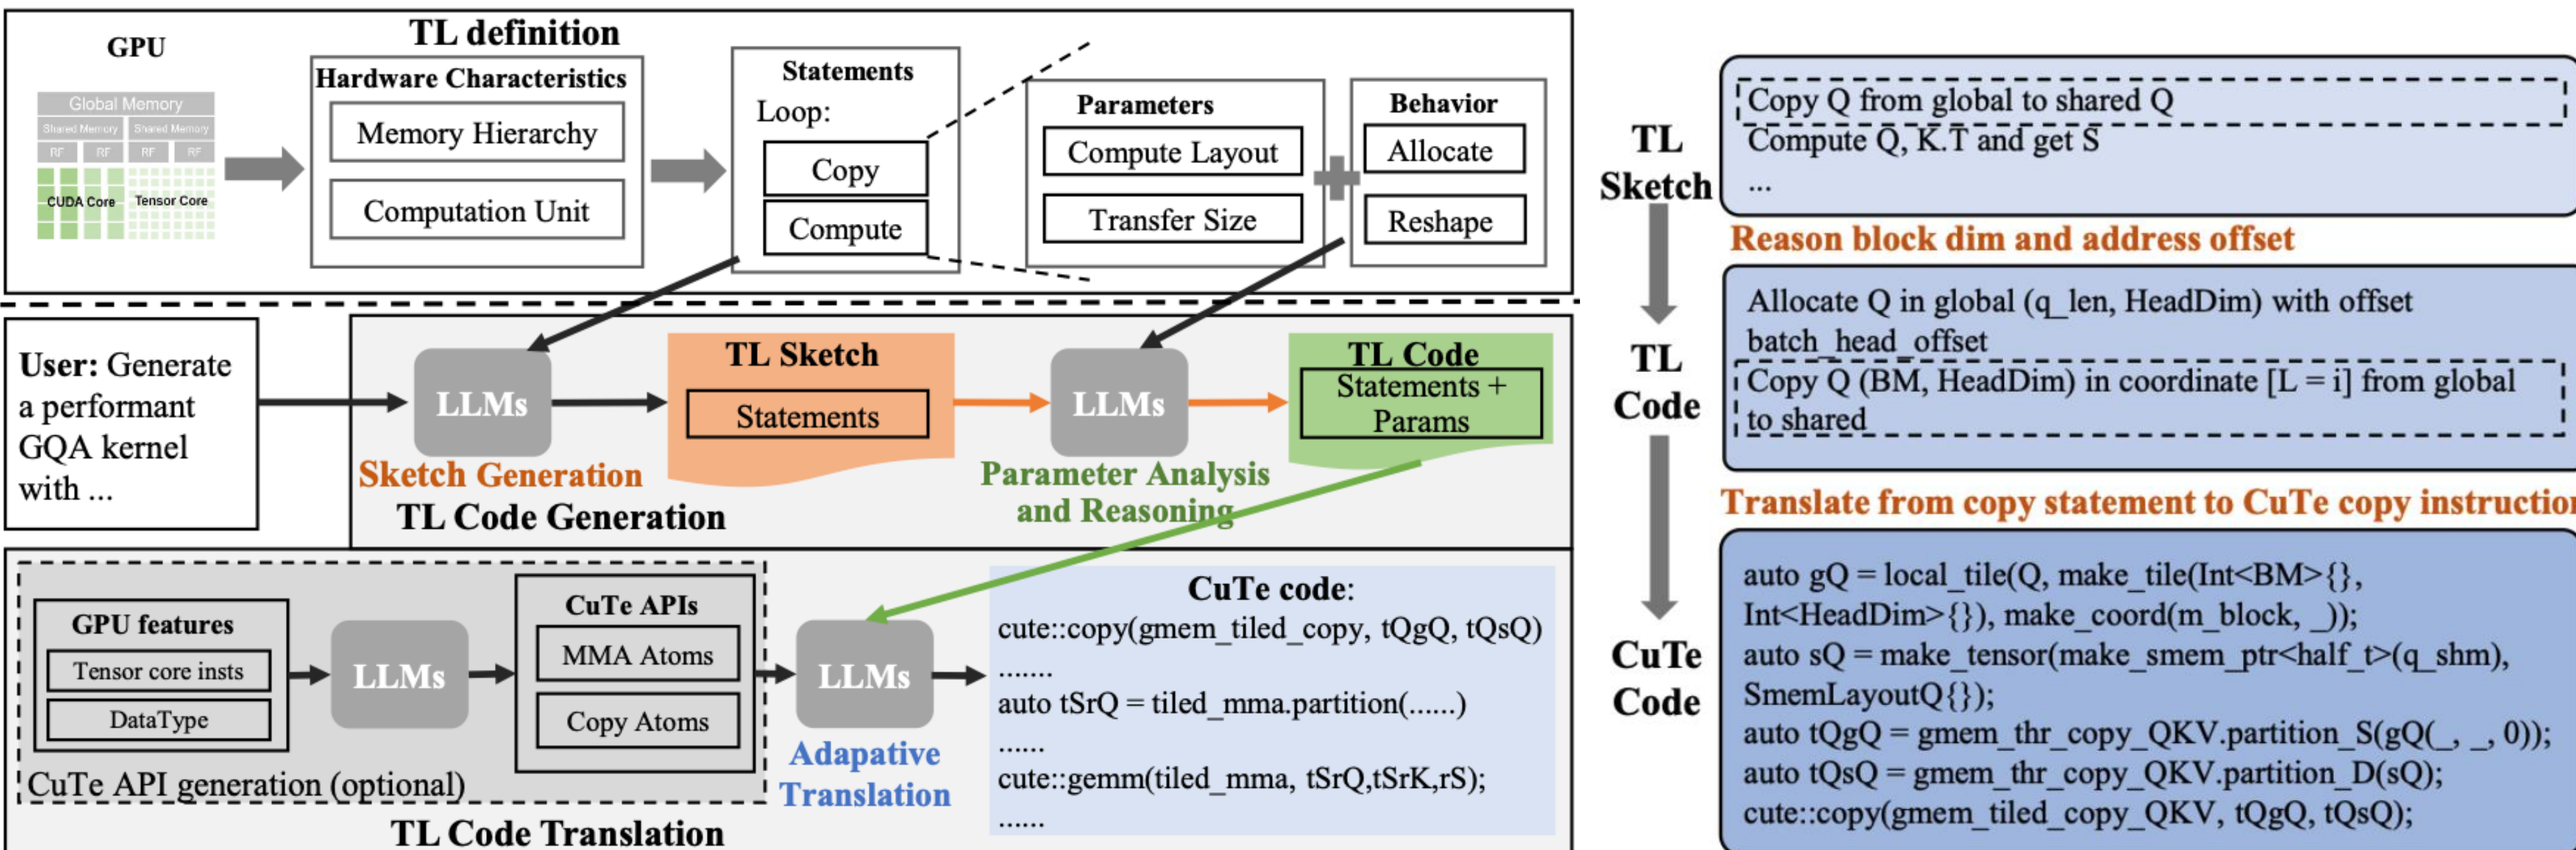 GPU
Global Memory
Shared Memory
Shared Memory
RF
RF
RF
RF
CUDA Core
Tensor Core
TL definition
Hardware Characteristics
Memory Hierarchy
Computation Unit
Statements
Loop:
Copy
Compute
Parameters
Compute Layout
Transfer Size
Behavior
Allocate
Reshape
User: Generate
a performant
GQA kernel
with ...
LLMs
Sketch Generation
TL Sketch
Statements
LLMs
Parameter Analysis
and Reasoning
TL Code
Statements +
Params
TL Code Generation
GPU features
Tensor core insts
DataType
LLMs
CuTe APIs
MMA Atoms
Copy Atoms
CuTe API generation (optional)
LLMs
Adapative
Translation
CuTe code:
cute::copy(gmem_tiled_copy, tQgQ, tQsQ)
.......
auto tSrQ = tiled_mma.partition(......)
......
cute::gemm(tiled_mma, tSrQ,tSrK,rS);
......
TL Code Translation
TL
Sketch
Copy Q from global to shared Q
Compute Q, K.T and get S
...
Reason block dim and address offset
TL
Code
Allocate Q in global (q_len, HeadDim) with offset
batch_head_offset
Copy Q (BM, HeadDim) in coordinate [L = i] from global
to shared
Translate from copy statement to CuTe copy instruction
CuTe
Code
auto gQ = local_tile(Q, make_tile(Int<BM>{},
Int<HeadDim>{}), make_coord(m_block, _));
auto sQ = make_tensor(make_smem_ptr<half_t>(q_shm),
SmemLayoutQ{});
auto tQgQ = gmem_thr_copy_QKV.partition_S(gQ(_, _, 0));
auto tQsQ = gmem_thr_copy_QKV.partition_D(sQ);
cute::copy(gmem_tiled_copy_QKV, tQgQ, tQsQ);